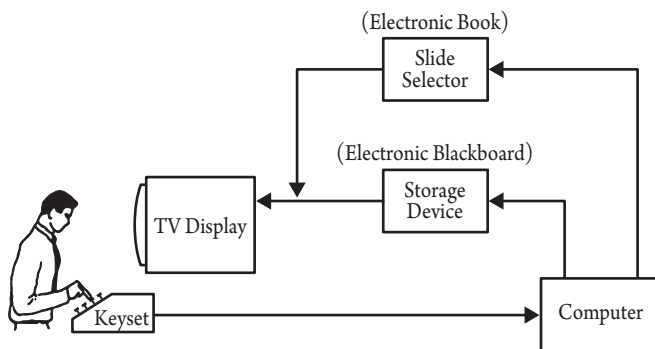 (Electronic Book)
Slide
Selector
(Electronic Blackboard)
Storage
Device
TV Display
Keyset
Computer